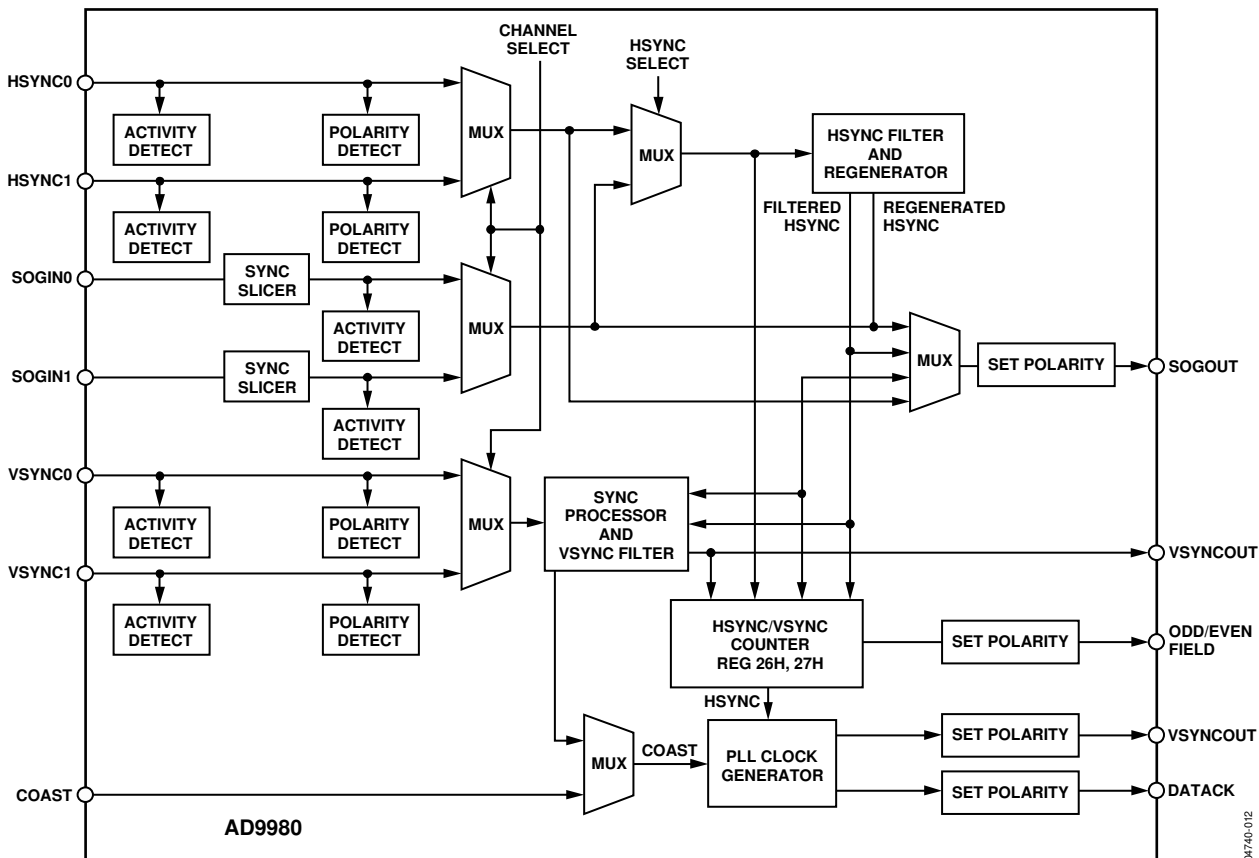 CHANNEL
SELECT
HSYNC
SELECT
HSYNC0
ACTIVITY
DETECT
POLARITY
DETECT
MUX
MUX
HSYNC FILTER
AND
REGENERATOR
HSYNC1
ACTIVITY
DETECT
POLARITY
DETECT
FILTERED
HSYNC
REGENERATED
HSYNC
SOGIN0
SYNC
SLICER
ACTIVITY
DETECT
MUX
SOGIN1
SYNC
SLICER
ACTIVITY
DETECT
MUX
SET POLARITY
SOGOUT
VSYNC0
ACTIVITY
DETECT
POLARITY
DETECT
MUX
SYNC
PROCESSOR
AND
VSYNC FILTER
VSYNCOUT
VSYNC1
ACTIVITY
DETECT
POLARITY
DETECT
HSYNC/VSYNC
COUNTER
REG 26H, 27H
SET POLARITY
ODD/EVEN
FIELD
HSYNC
MUX
COAST
PLL CLOCK
GENERATOR
SET POLARITY
VSYNCOUT
SET POLARITY
DATACK
COAST
AD9980
04740-012